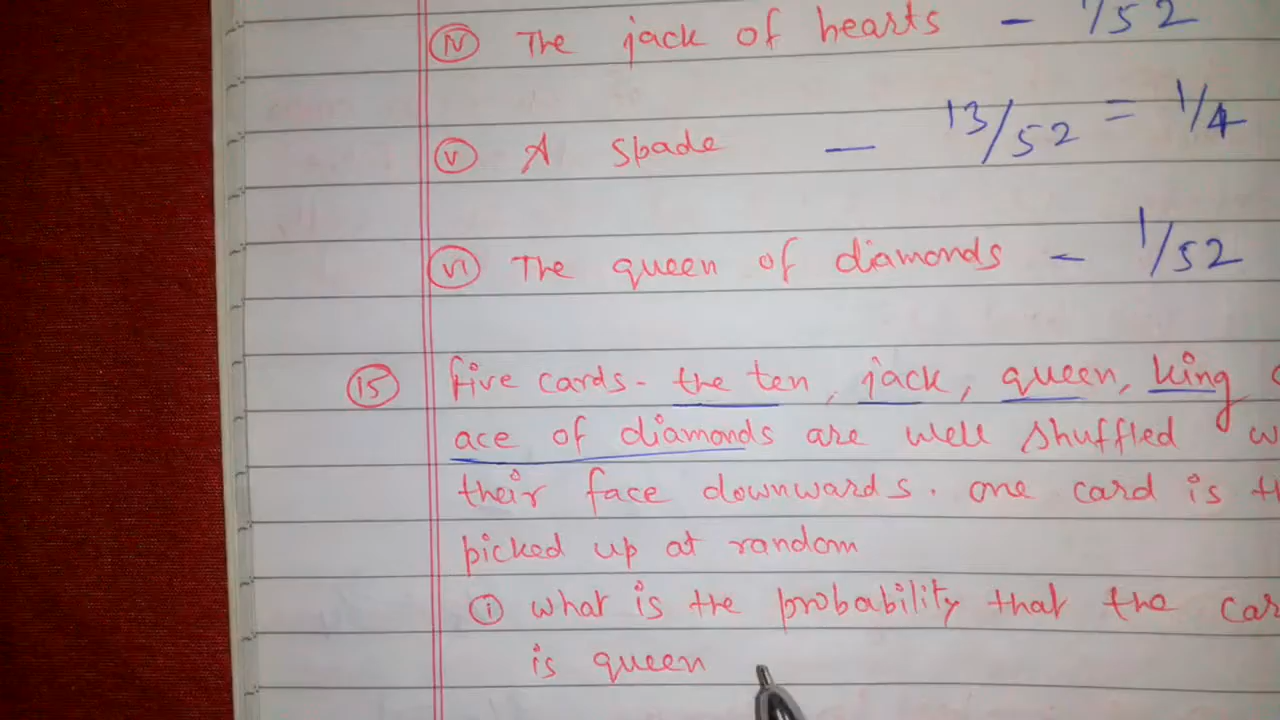 (iv) The jack of hearts - 1/52
(v) A spade - 13/52 = 1/4
(vi) The queen of diamonds - 1/52
(15) Five cards - the ten, jack, queen, king
ace of diamonds are well shuffled
their face downwards. one card is
picked up at random
(i) what is the probability that the
is queen